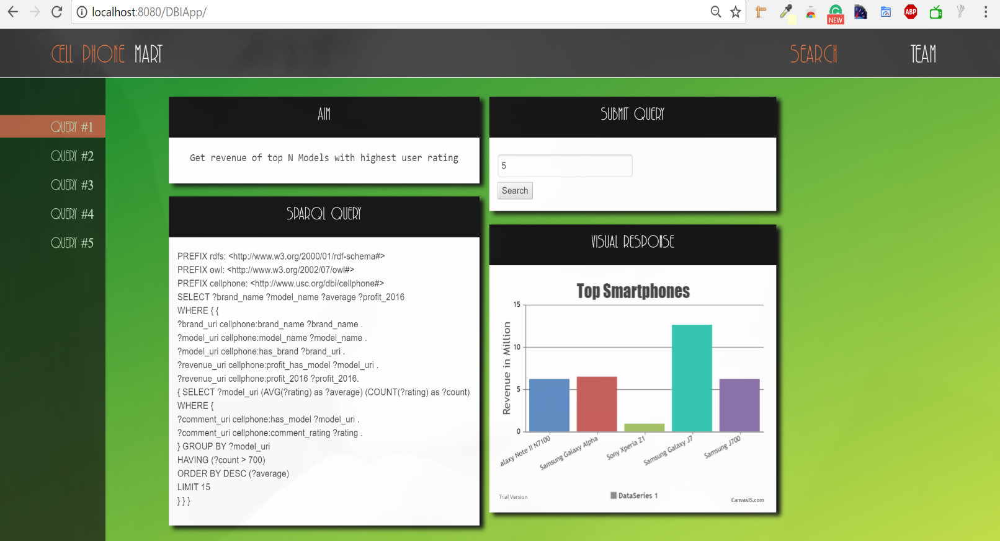 localhost:8080/DBIApp/
NEW
ABP
CELL PHONE MART
SEARCH
TEAM
QUERY #1
QUERY #2
QUERY #3
QUERY #4
QUERY #5
AIM
Get revenue of top N Models with highest user rating
SPARQL QUERY
PREFIX rdfs: <http://www.w3.org/2000/01/rdf-schema#>
PREFIX owl: <http://www.w3.org/2002/07/owl#>
PREFIX cellphone: <http://www.usc.org/dbi/cellphone#>
SELECT ?brand_name ?model_name ?average ?profit_2016
WHERE { {
?brand_uri cellphone:brand_name ?brand_name .
?model_uri cellphone:model_name ?model_name .
?model_uri cellphone:has_brand ?brand_uri .
?revenue_uri cellphone:profit_has_model ?model_uri .
?revenue_uri cellphone:profit_2016 ?profit_2016.
{ SELECT ?model_uri (AVG(?rating) as ?average) (COUNT(?rating) as ?count)
WHERE {
?comment_uri cellphone:has_model ?model_uri .
?comment_uri cellphone:comment_rating ?rating .
} GROUP BY ?model_uri
HAVING (?count > 700)
ORDER BY DESC (?average)
LIMIT 15
} } }
SUBMIT QUERY
5
Search
VISUAL RESPONSE
Top Smartphones
Revenue in Million
15
10
5
0
alaxy Note II N7100
Samsung Galaxy Alpha
Sony Xperia Z1
Samsung Galaxy J7
Samsung J700
Trial Version
DataSeries 1
CanvasJS.com